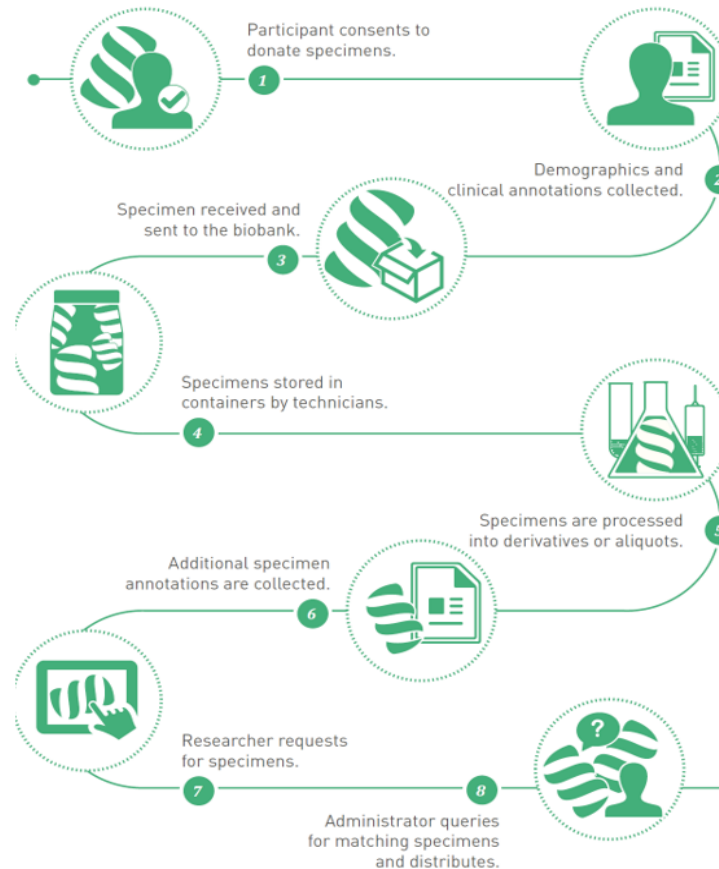 Participant consents to
donate specimens.
1
Demographics and
clinical annotations collected.
2
Specimen received and
sent to the biobank.
3
Specimens stored in
containers by technicians.
4
Specimens are processed
into derivatives or aliquots.
5
Additional specimen
annotations are collected.
6
Researcher requests
for specimens.
7
?
8
Administrator queries
for matching specimens
and distributes.